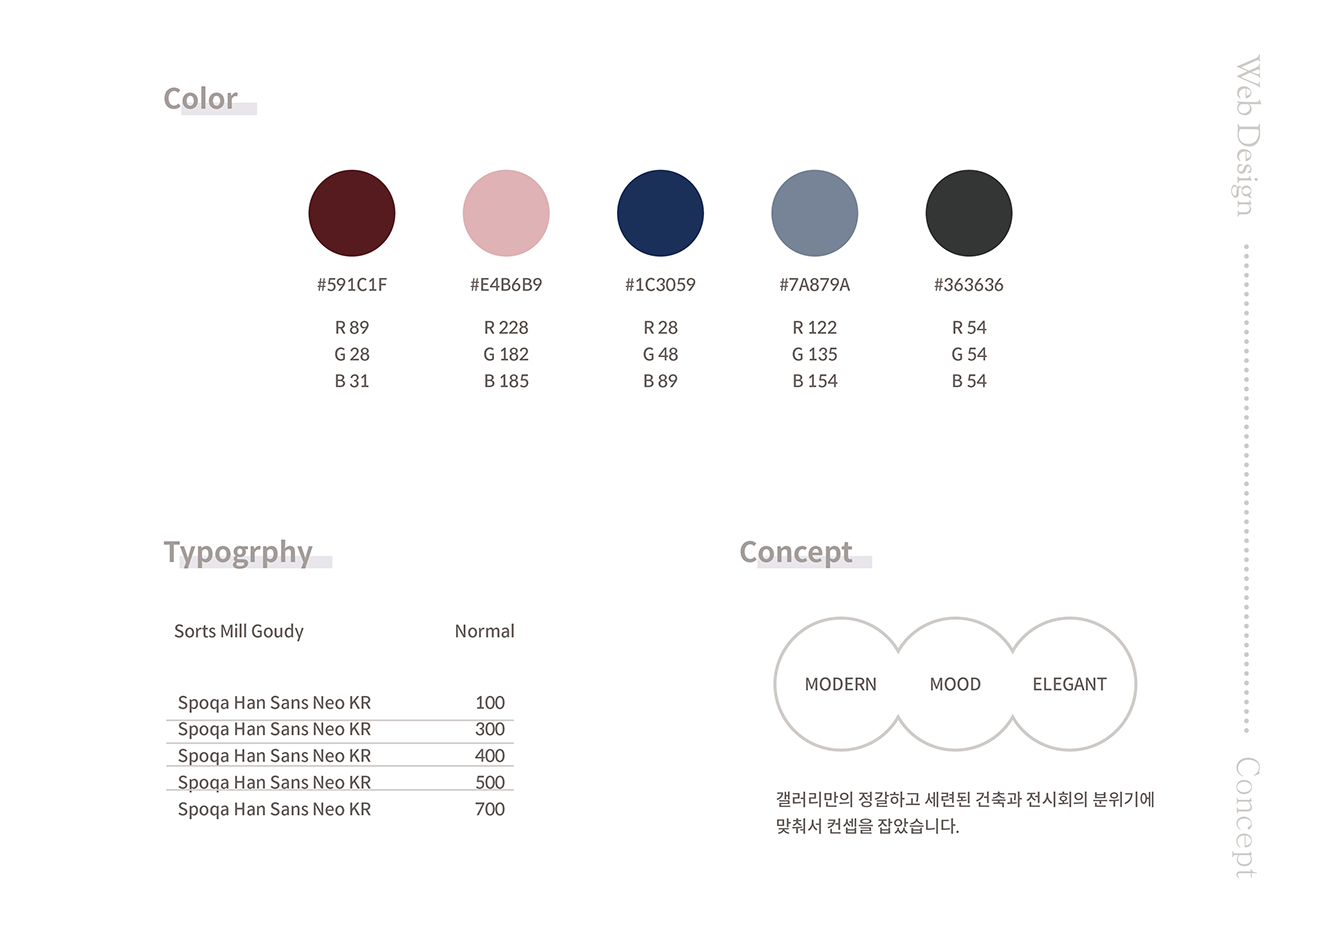 Color
#591C1F
R 89
G 28
B 31
#E4B6B9
R 228
G 182
B 185
#1C3059
R 28
G 48
B 89
#7A879A
R 122
G 135
B 154
#363636
R 54
G 54
B 54
Typogrphy
Sorts Mill Goudy Normal
Spoqa Han Sans Neo KR 100
Spoqa Han Sans Neo KR 300
Spoqa Han Sans Neo KR 400
Spoqa Han Sans Neo KR 500
Spoqa Han Sans Neo KR 700
Concept
MODERN MOOD ELEGANT
갤러리만의 정갈하고 세련된 건축과 전시회의 분위기에
맞춰서 컨셉을 잡았습니다.
Web Design
Concept